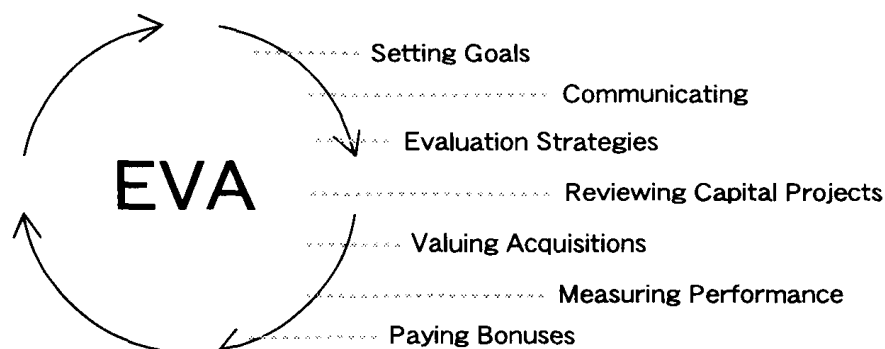 Setting Goals
Communicating
Evaluation Strategies
EVA
Reviewing Capital Projects
Valuing Acquisitions
Measuring Performance
Paying Bonuses